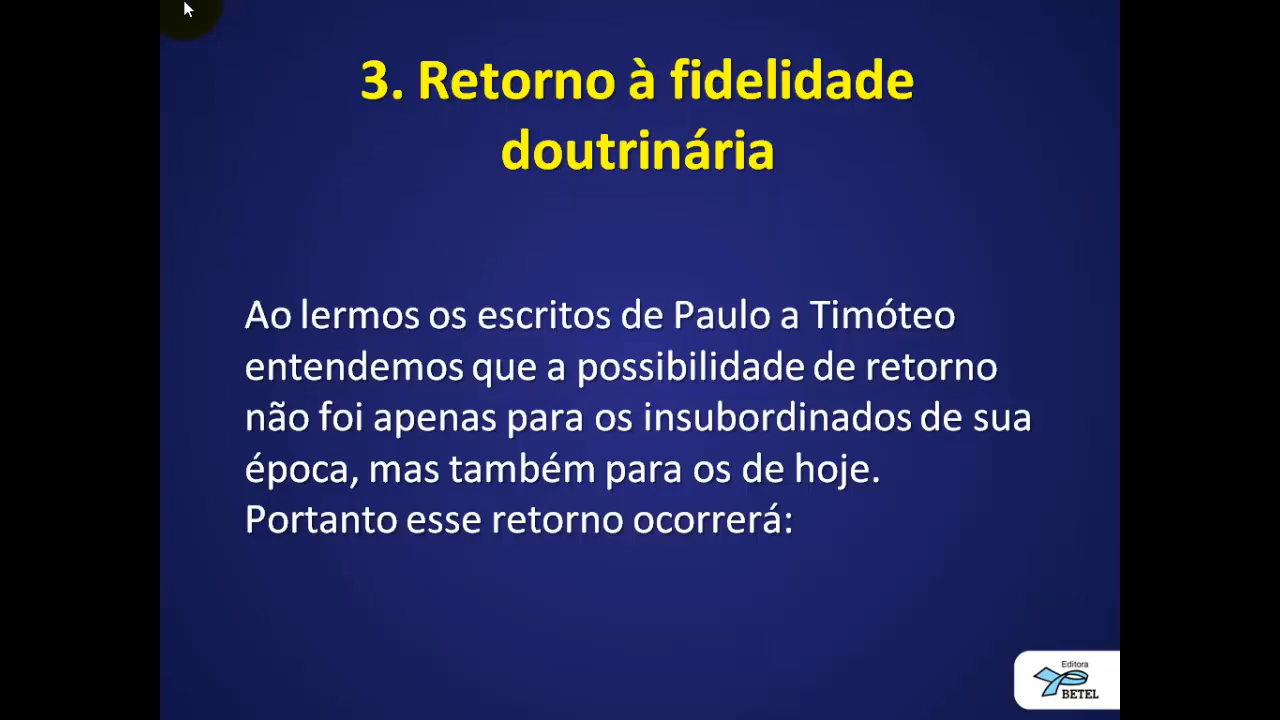 3. Retorno à fidelidade
doutrinária
Ao lermos os escritos de Paulo a Timóteo
entendemos que a possibilidade de retorno
não foi apenas para os insubordinados de sua
época, mas também para os de hoje.
Portanto esse retorno ocorrerá:
Editora
BETEL